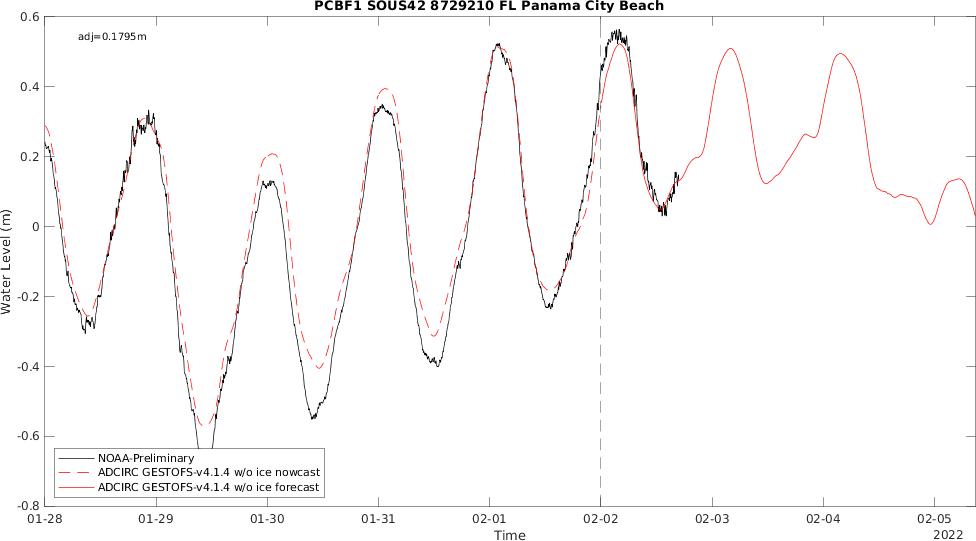 PCBF1 SOUS42 8729210 FL Panama City Beach
adj=0.1795m
0.6
0.4
0.2
0
-0.2
-0.4
-0.6
-0.8
Water Level (m)
NOAA-Preliminary
ADCIRC GESTOFS-v4.1.4 w/o ice nowcast
ADCIRC GESTOFS-v4.1.4 w/o ice forecast
01-28 01-29 01-30 01-31 02-01 02-02 02-03 02-04 02-05
Time
2022